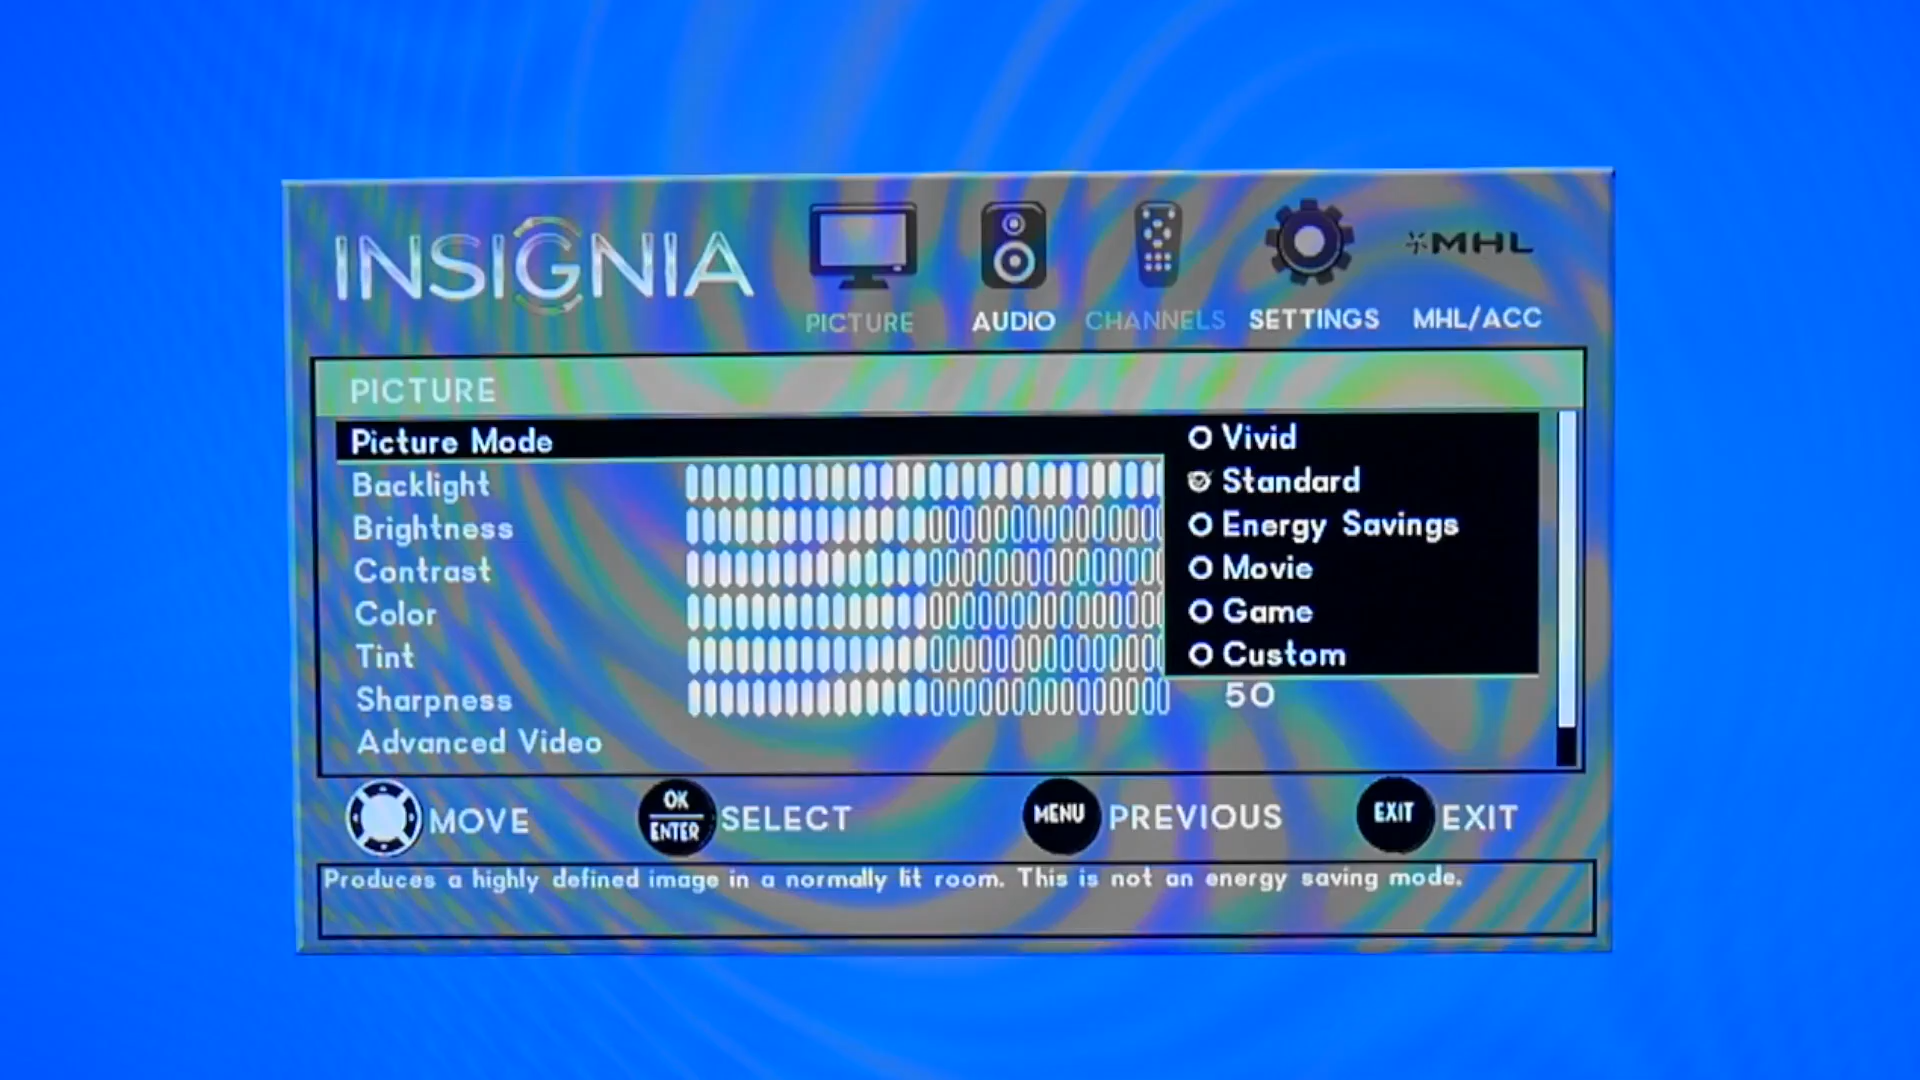 INSIGNIA
PICTURE
AUDIO
CHANNELS
SETTINGS
MHL
MHL/ACC
PICTURE
Picture Mode
Vivid
Standard
Energy Savings
Movie
Game
Custom
Backlight
Brightness
Contrast
Color
Tint
Sharpness
50
Advanced Video
MOVE
OK
ENTER
SELECT
MENU
PREVIOUS
EXIT
EXIT
Produces a highly defined image in a normally lit room. This is not an energy saving mode.